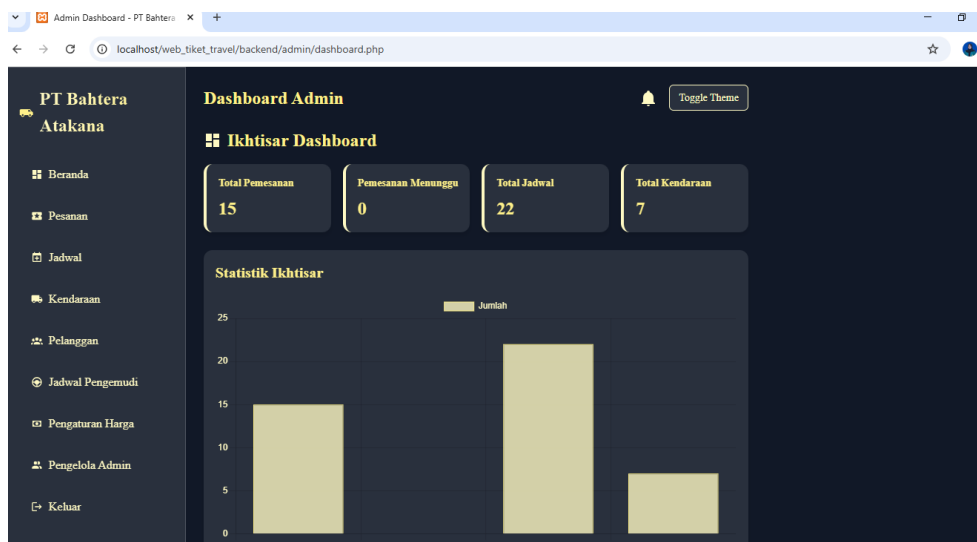 Admin Dashboard - PT Bahtera
localhost/web_tiket_travel/backend/admin/dashboard.php
PT Bahtera
Atakana
Beranda
Pesanan
Jadwal
Kendaraan
Pelanggan
Jadwal Pengemudi
Pengaturan Harga
Pengelola Admin
Keluar
Dashboard Admin
Toggle Theme
Ikhtisar Dashboard
Total Pemesanan
15
Pemesanan Menunggu
0
Total Jadwal
22
Total Kendaraan
7
Statistik Ikhtisar
Jumlah
25
20
15
10
5
0